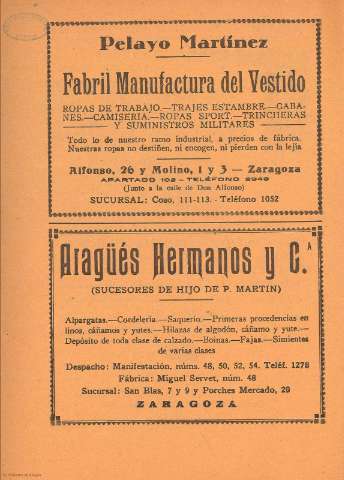 Pelayo Martínez
Fabril Manufactura del Vestido
ROPAS DE TRABAJO.—TRAJES ESTAMBRE.—GABA-
NES.—CAMISERIA.—ROPAS SPORT.—TRINCHERAS
Y SUMINISTROS MILITARES
Todo lo de nuestro ramo industrial, a precios de fábrica.
Nuestras ropas no destiñen, ni encogen, ni pierden con la lejía
Alfonso, 26 y Molino, 1 y 3 — Zaragoza
APARTADO 102 - TELÉFONO 2949
(Junto a la calle de Don Alfonso)
SUCURSAL: Coso, 111-113. Teléfono 1052
Aragüés Hermanos y C.ª
(SUCESORES DE HIJO DE P. MARTIN)
Alpargatas.—Cordelería—Saquerío.—Primeras procedencias en
linos, cáñamos y yutes.—Hilazas de algodón, cáñamo y yute.—
Depósito de toda clase de calzado.—Boinas.—Fajas.—Simientes
de varias clases
Despacho: Manifestación, núms. 48, 50, 52, 54. Teléf. 1278
Fábrica: Miguel Servet, núm. 48
Sucursal: San Blas, 7 y 9 y Porches Mercado, 20
ZARAGOZA